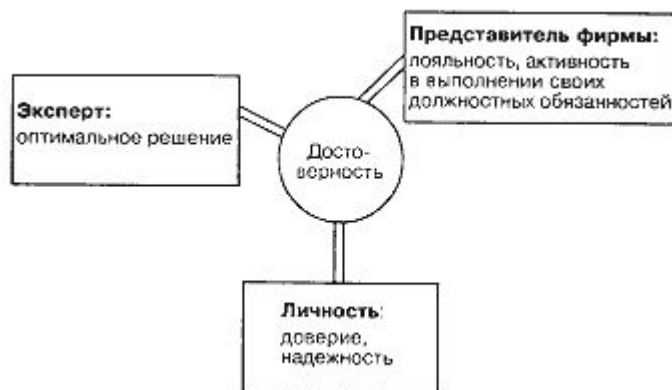 Представитель фирмы:
лояльность, активность
в выполнении своих
должностных обязанностей
Эксперт:
оптимальное решение
Досто-
верность
Личность:
доверие,
надежность